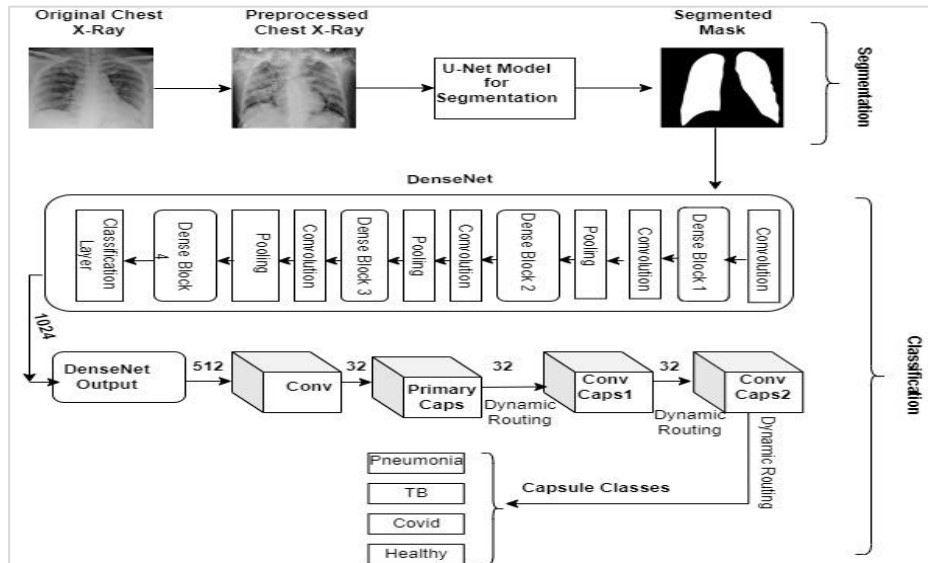 Original Chest
X-Ray
Preprocessed
Chest X-Ray
U-Net Model
for
Segmentation
Segmented
Mask
Segmentation
DenseNet
Classification
Layer
Dense Block
4
Pooling
Convolution
Dense Block 3
Pooling
Convolution
Dense Block 2
Pooling
Convolution
Dense Block 1
Convolution
1024
DenseNet
Output
512
Conv
32
Primary
Caps
32
Dynamic
Routing
Conv
Caps1
32
Dynamic
Routing
Conv
Caps2
Dynamic Routing
Capsule Classes
Pneumonia
TB
Covid
Healthy
Classification